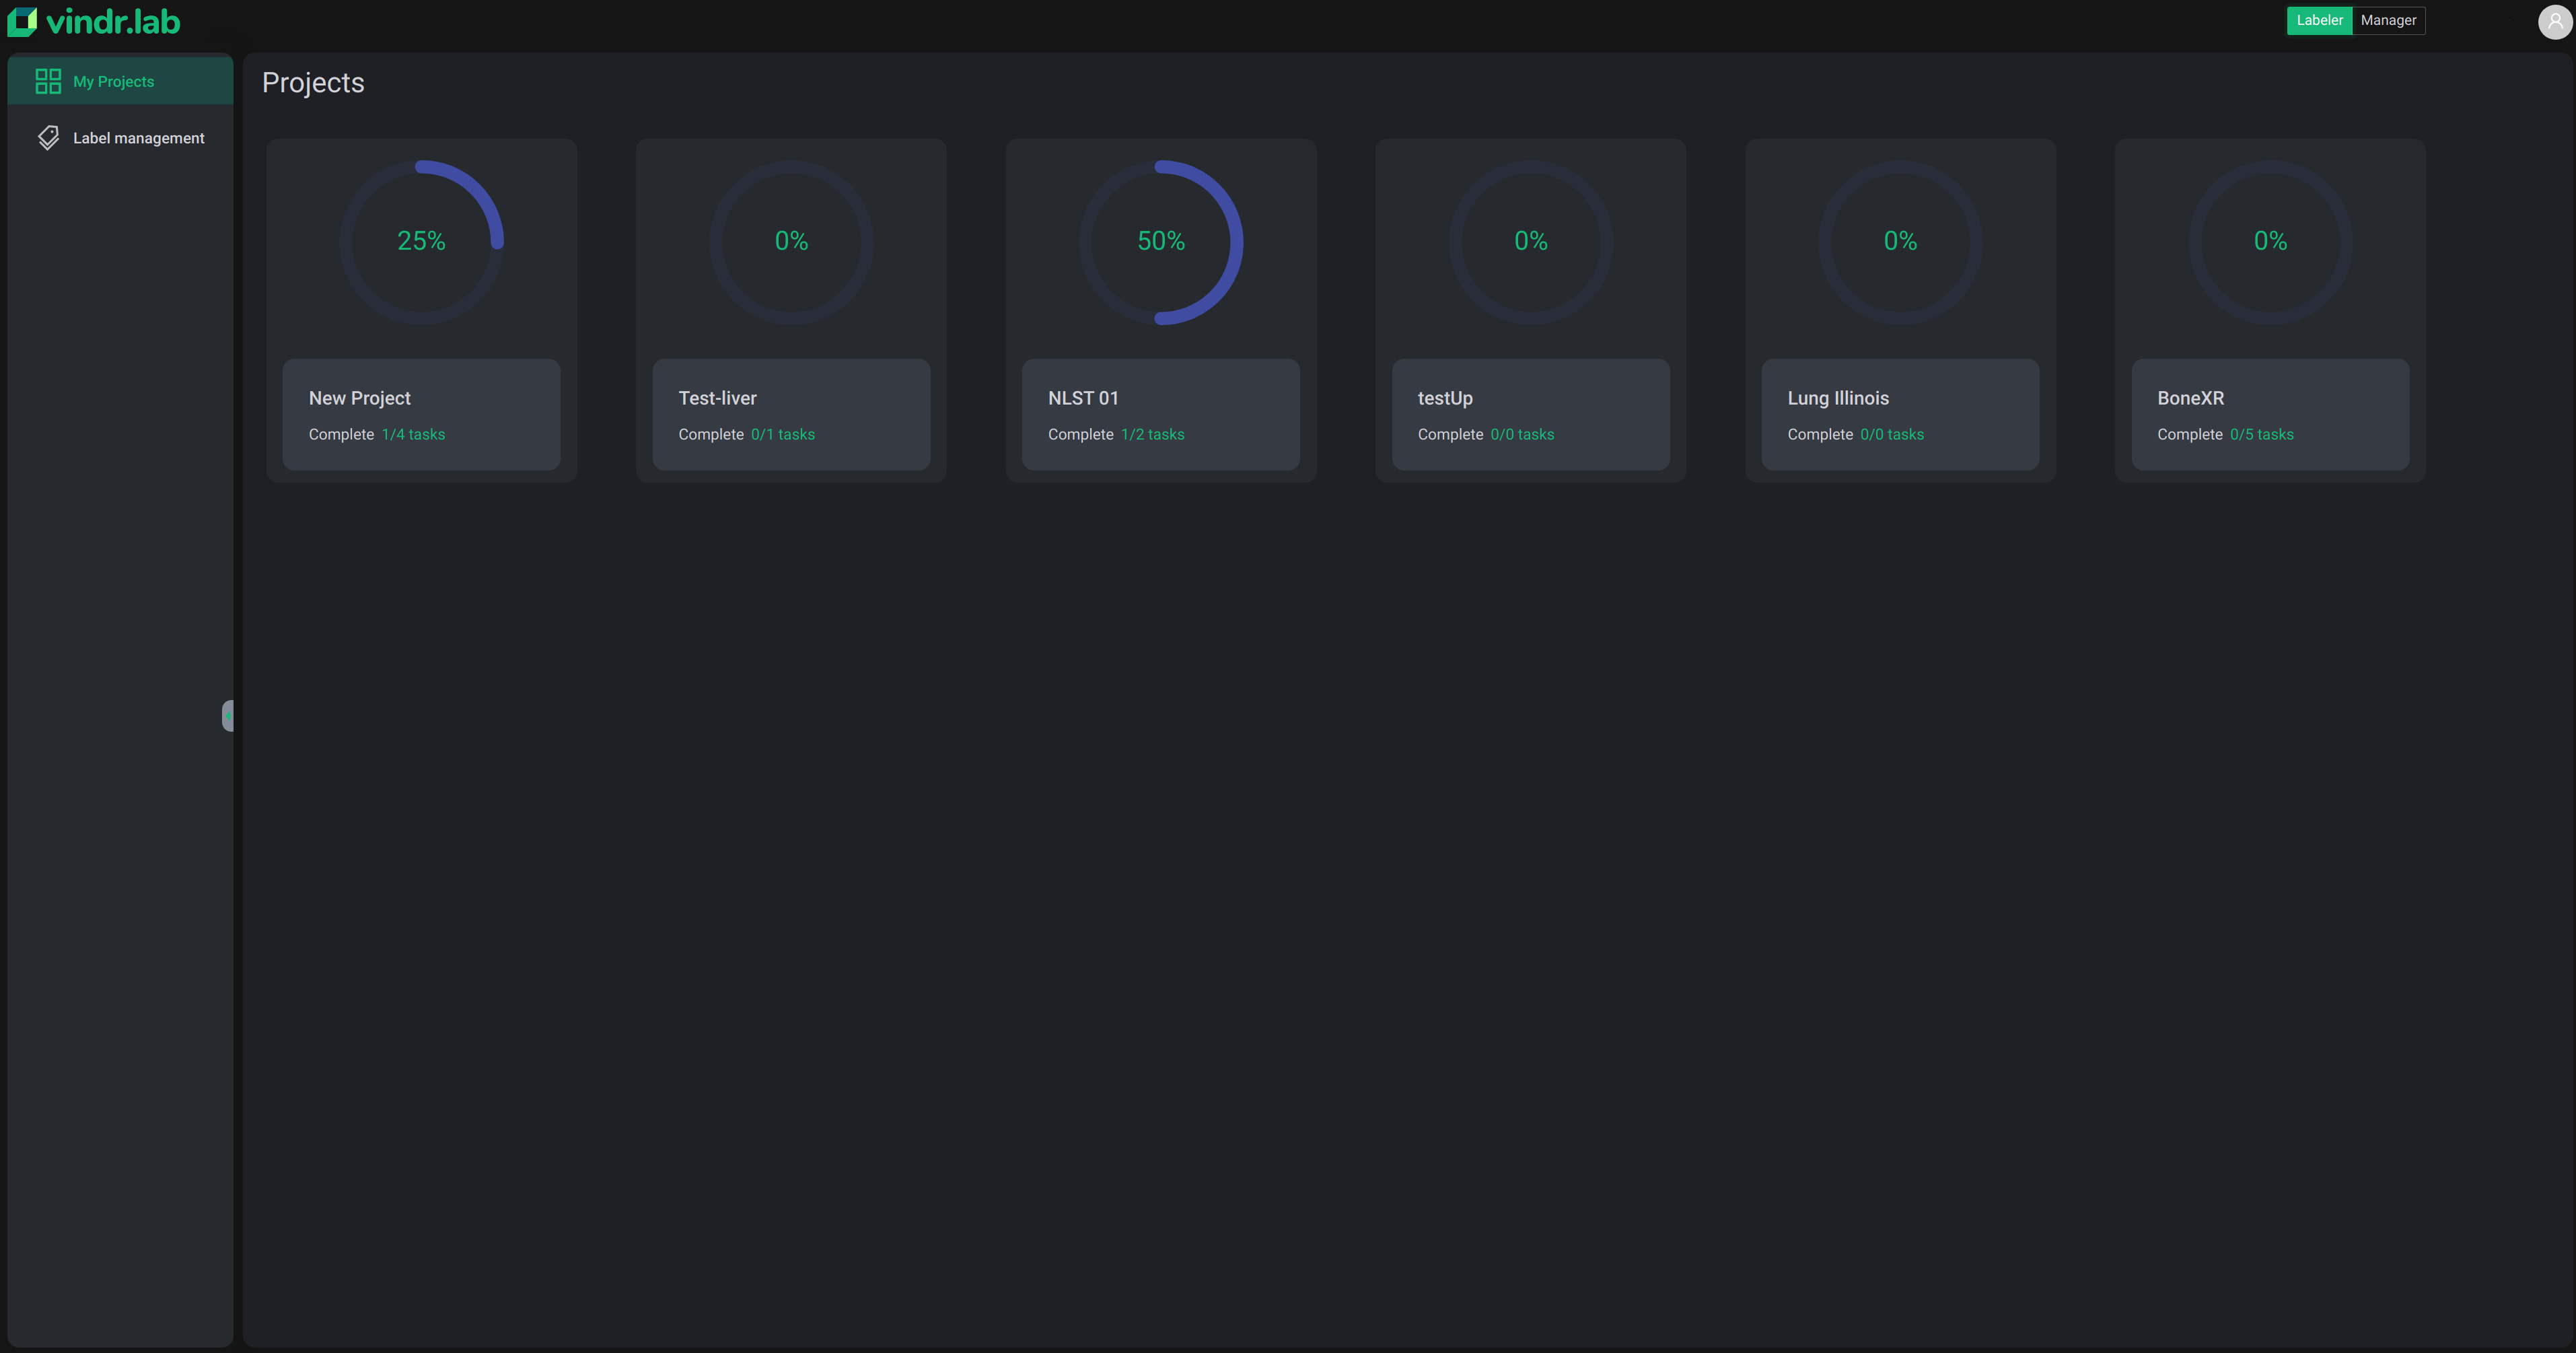 vindr.lab
Labeler Manager
My Projects
Label management
Projects
25%
New Project
Complete 1/4 tasks
0%
Test-liver
Complete 0/1 tasks
50%
NLST 01
Complete 1/2 tasks
0%
testUp
Complete 0/0 tasks
0%
Lung Illinois
Complete 0/0 tasks
0%
BoneXR
Complete 0/5 tasks